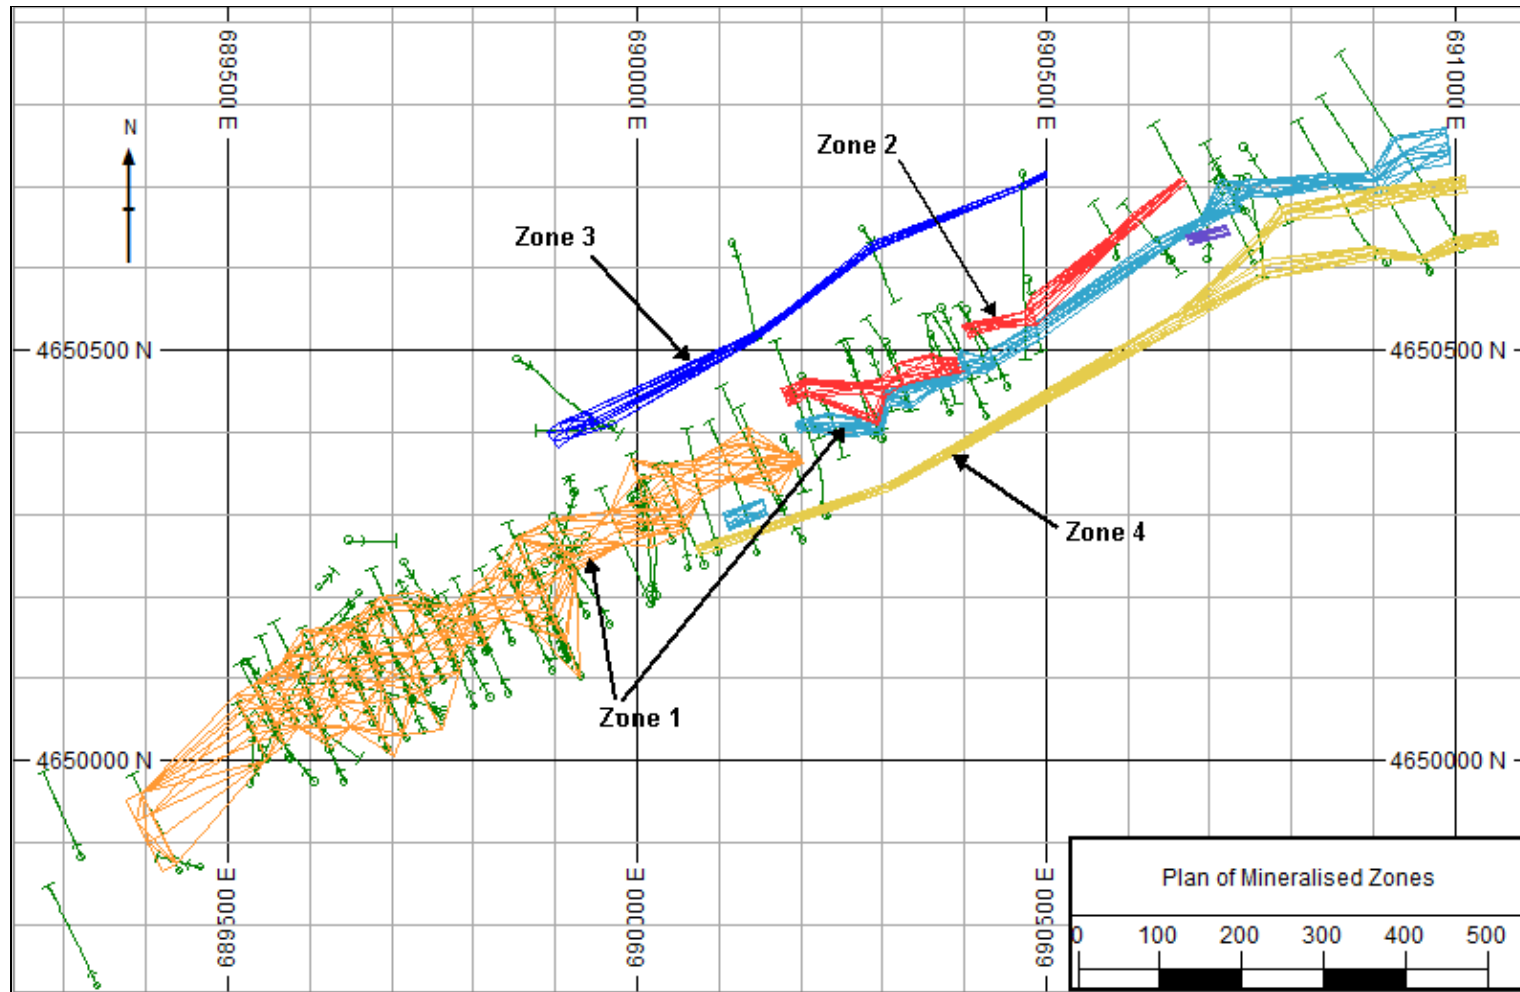 689500 E
690000 E
690500 E
691000 E
N
Zone 2
Zone 3
4650500 N
4650500 N
Zone 4
Zone 1
4650000 N
4650000 N
689500 E
690000 E
690500 E
Plan of Mineralised Zones
0 100 200 300 400 500